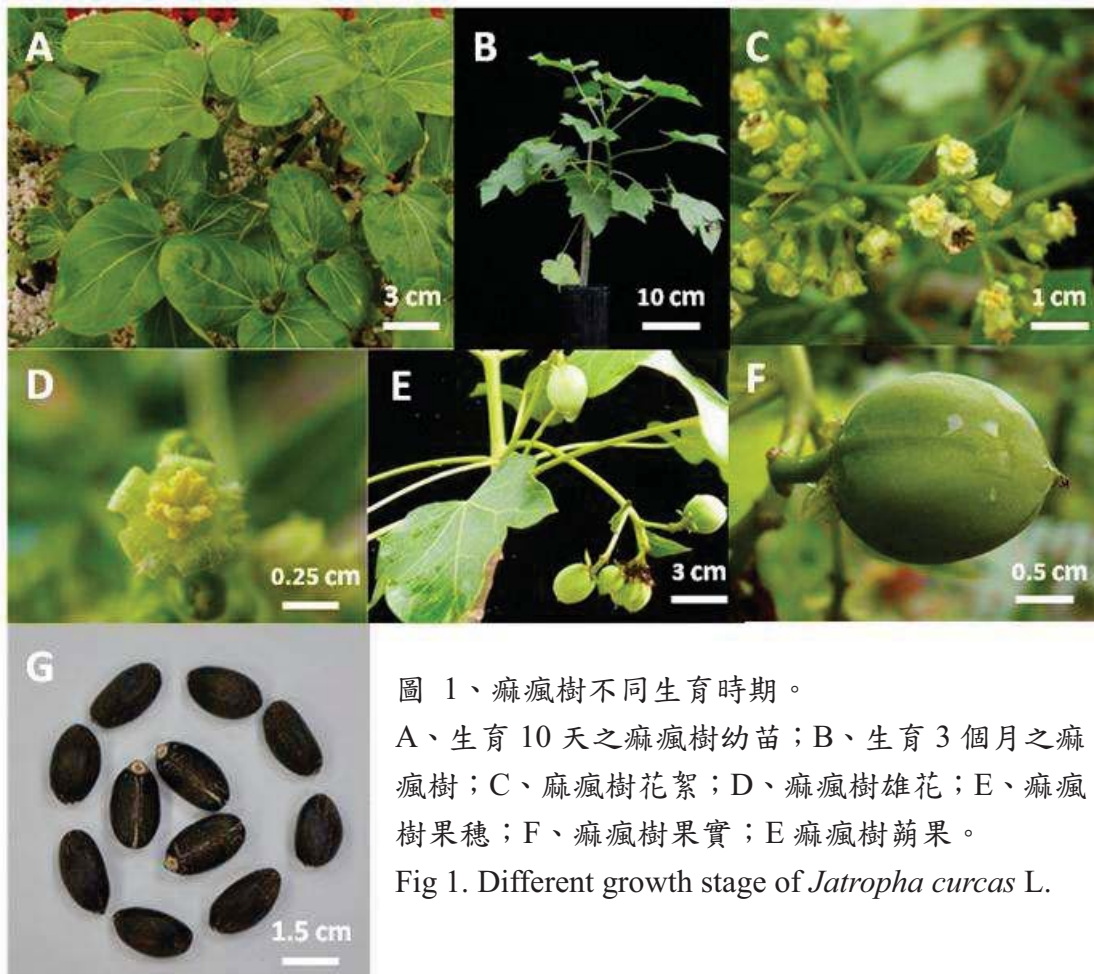 A
B
C
3 cm
10 cm
1 cm
D
E
F
0.25 cm
3 cm
0.5 cm
G
1.5 cm
圖 1、痲瘋樹不同生育時期。
A、生育 10 天之痲瘋樹幼苗；B、生育 3 個月之痲
瘋樹；C、痲瘋樹花絮；D、痲瘋樹雄花；E、痲瘋
樹果穗；F、痲瘋樹果實；E 痲瘋樹蒴果。
Fig 1. Different growth stage of Jatropha curcas L.